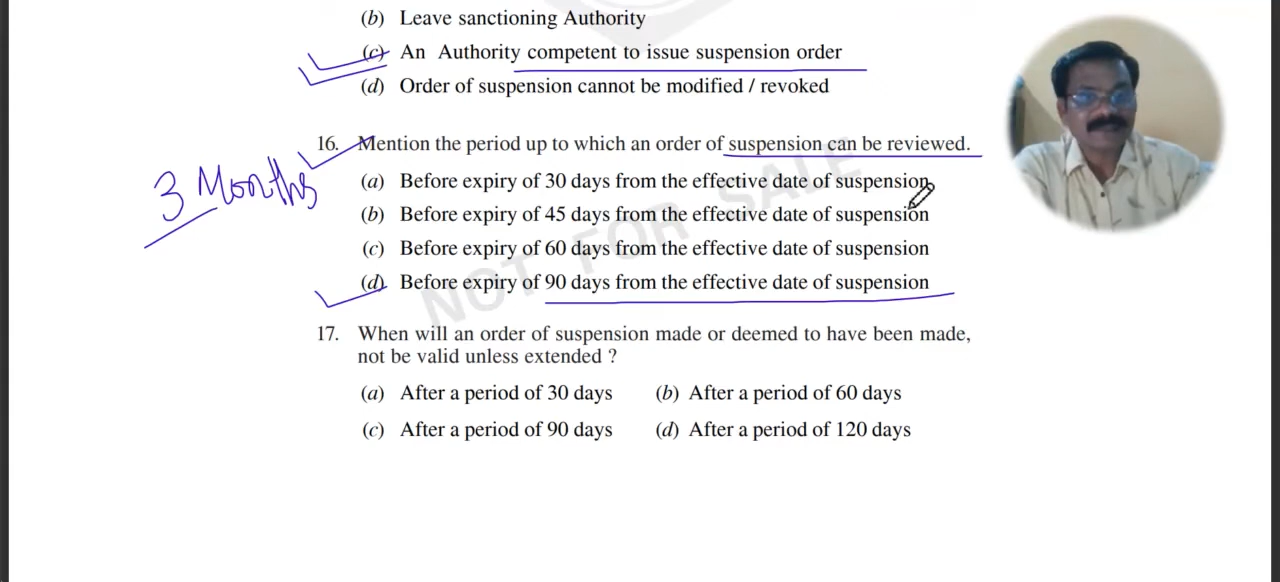 (b) Leave sanctioning Authority
(c) An Authority competent to issue suspension order
(d) Order of suspension cannot be modified / revoked
16. Mention the period up to which an order of suspension can be reviewed.
3 Months
(a) Before expiry of 30 days from the effective date of suspension
(b) Before expiry of 45 days from the effective date of suspension
(c) Before expiry of 60 days from the effective date of suspension
(d) Before expiry of 90 days from the effective date of suspension
NOT FOR SALE
17. When will an order of suspension made or deemed to have been made,
not be valid unless extended ?
(a) After a period of 30 days (b) After a period of 60 days
(c) After a period of 90 days (d) After a period of 120 days